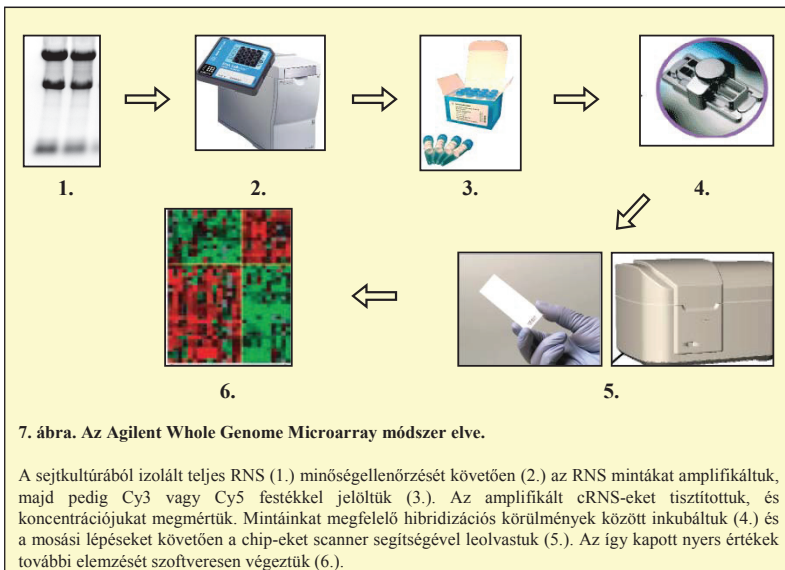 1.
2.
3.
4.
6.
5.
7. ábra. Az Agilent Whole Genome Microarray módszer elve.
A sejtkultúrából izolált teljes RNS (1.) minőségellenőrzését követően (2.) az RNS mintákat amplifikáltuk,
majd pedig Cy3 vagy Cy5 festékkel jelöltük (3.). Az amplifikált cRNS-eket tisztítottuk, és
koncentrációjukat megmértük. Mintáinkat megfelelő hibridizációs körülmények között inkubáltuk (4.) és
a mosási lépéseket követően a chip-eket scanner segítségével leolvastuk (5.). Az így kapott nyers értékek
további elemzését szoftveresen végeztük (6.).